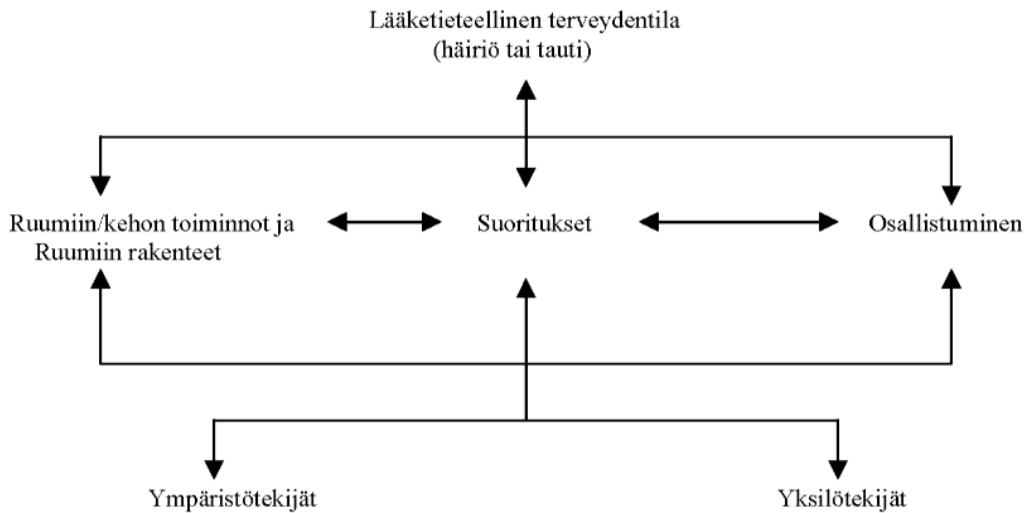 Lääketieteellinen terveydentila
(häiriö tai tauti)
Ruumiin/kehon toiminnot ja
Ruumiin rakenteet
Suoritukset
Osallistuminen
Ympäristötekijät
Yksilötekijät